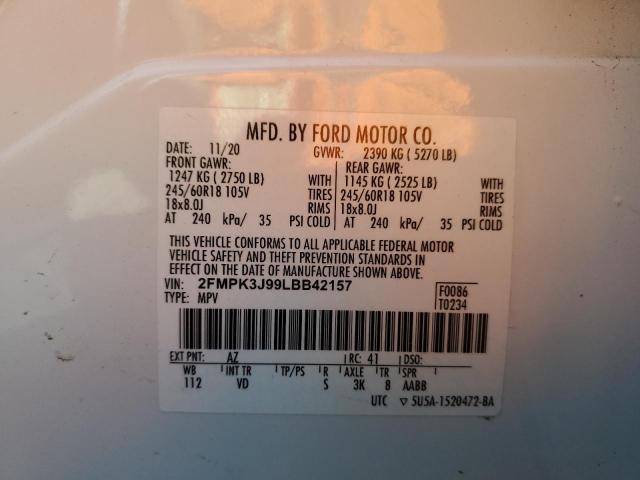 MFD. BY FORD MOTOR CO.
DATE: 11/20 GVWR: 2390 KG ( 5270 LB)
FRONT GAWR: REAR GAWR:
1247 KG ( 2750 LB) WITH 1145 KG ( 2525 LB) WITH
245/60R18 105V TIRES 245/60R18 105V TIRES
18x8.0J RIMS 18x8.0J RIMS
AT 240 kPa/ 35 PSI COLD AT 240 kPa/ 35 PSI COLD
THIS VEHICLE CONFORMS TO ALL APPLICABLE FEDERAL MOTOR
VEHICLE SAFETY AND THEFT PREVENTION STANDARDS IN
EFFECT ON THE DATE OF MANUFACTURE SHOWN ABOVE.
VIN: 2FMPK3J99LBB42157 F0086
TYPE: MPV T0234
EXT PNT: AZ RC: 41 DSO:
WB INT TR TP/PS R AXLE TR SPR
112 VD S 3K 8 AABB
UTC ▽ 5U5A-1520472-BA